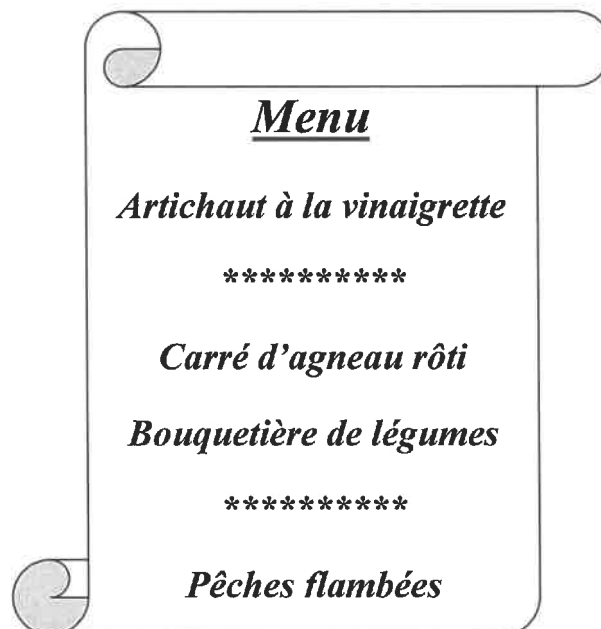 Menu
Artichaut à la vinaigrette
**********
Carré d'agneau rôti
Bouquetière de légumes
**********
Pêches flambées